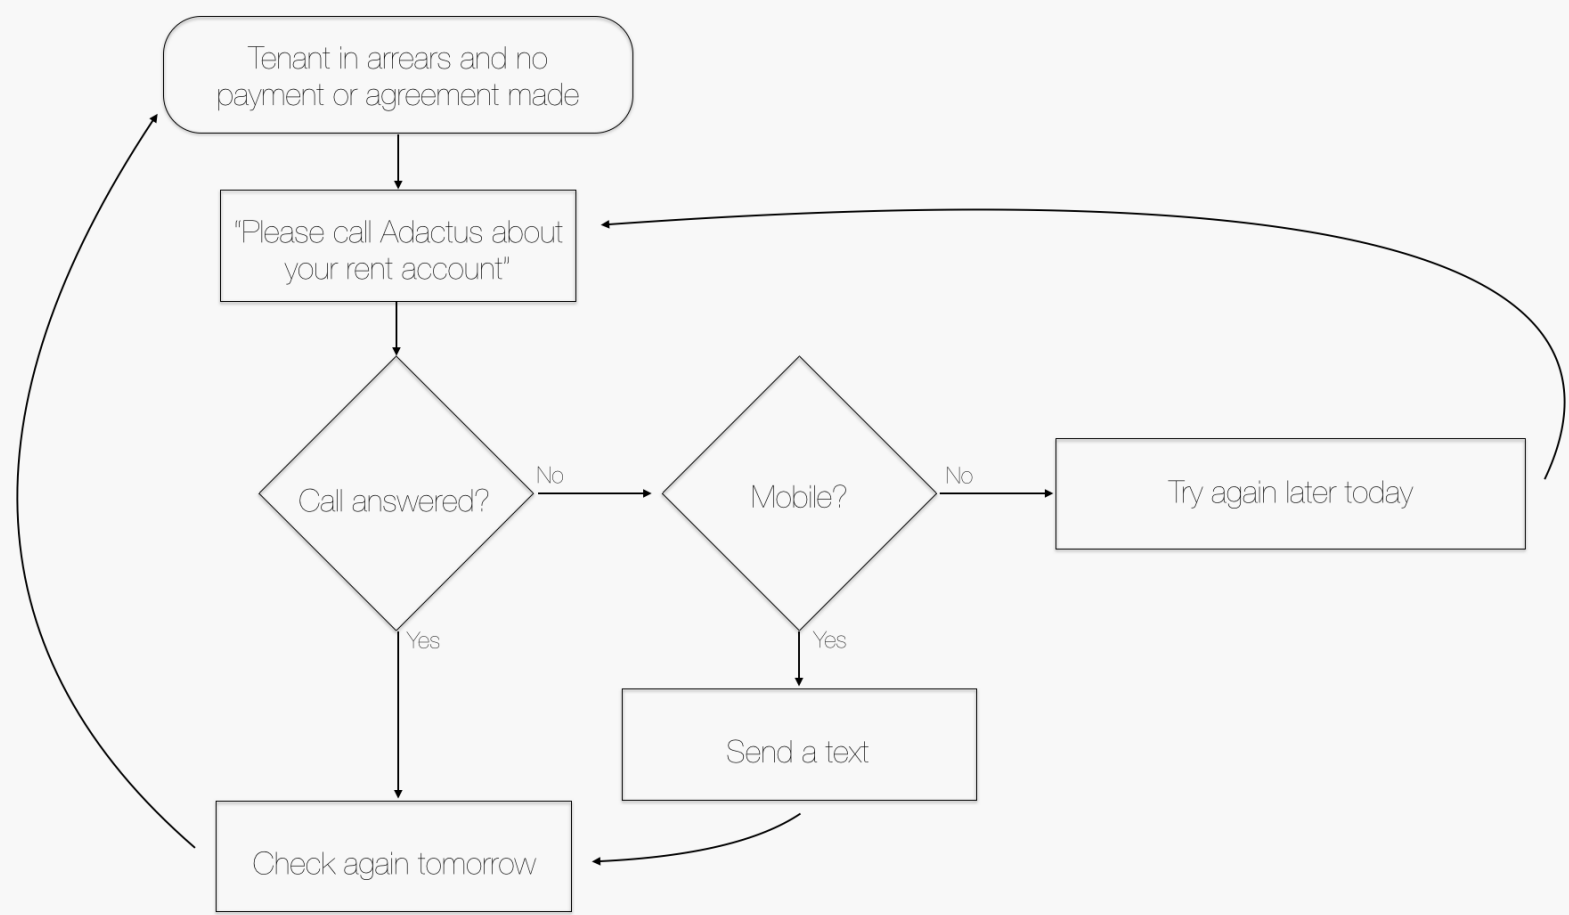 Tenant in arrears and no
payment or agreement made
"Please call Adactus about
your rent account"
Call answered?
No
Mobile?
No
Try again later today
Yes
Yes
Send a text
Check again tomorrow